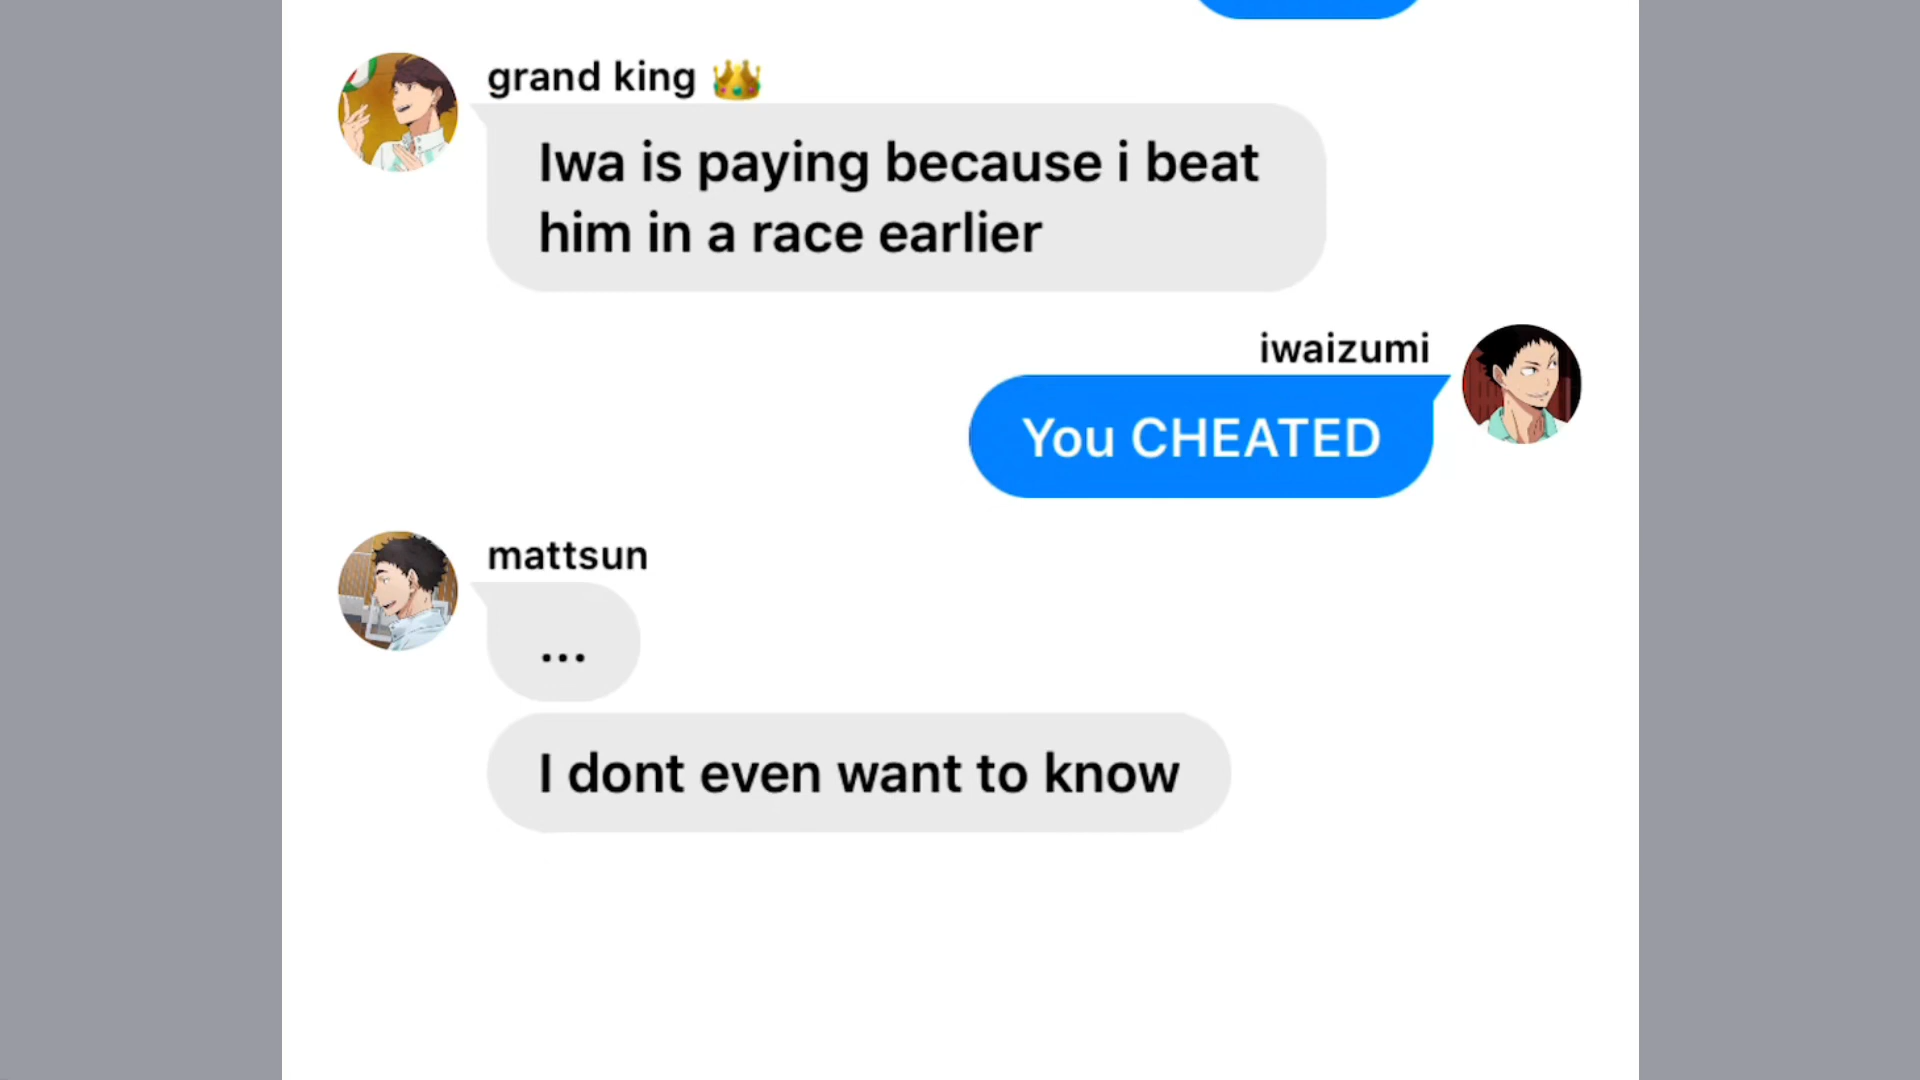 grand king 👑
Iwa is paying because i beat
him in a race earlier
iwaizumi
You CHEATED
mattsun
...
I dont even want to know